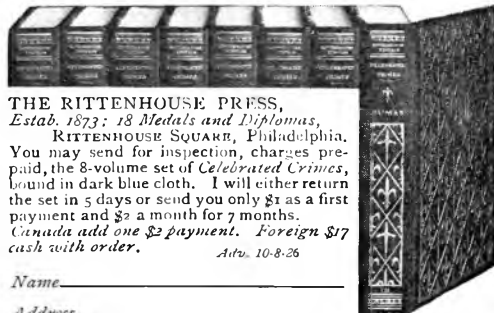 THE RITTENHOUSE PRESS,
Estab. 1873; 18 Medals and Diplomas,
RITTENHOUSE SQUARE, Philadelphia.
You may send for inspection, charges pre-
paid, the 8-volume set of Celebrated Crimes,
bound in dark blue cloth. I will either return
the set in 5 days or send you only $1 as a first
payment and $2 a month for 7 months.
Canada add one $2 payment. Foreign $17
cash with order.
Adv. 10-8-26
Name
Address
DUMAS